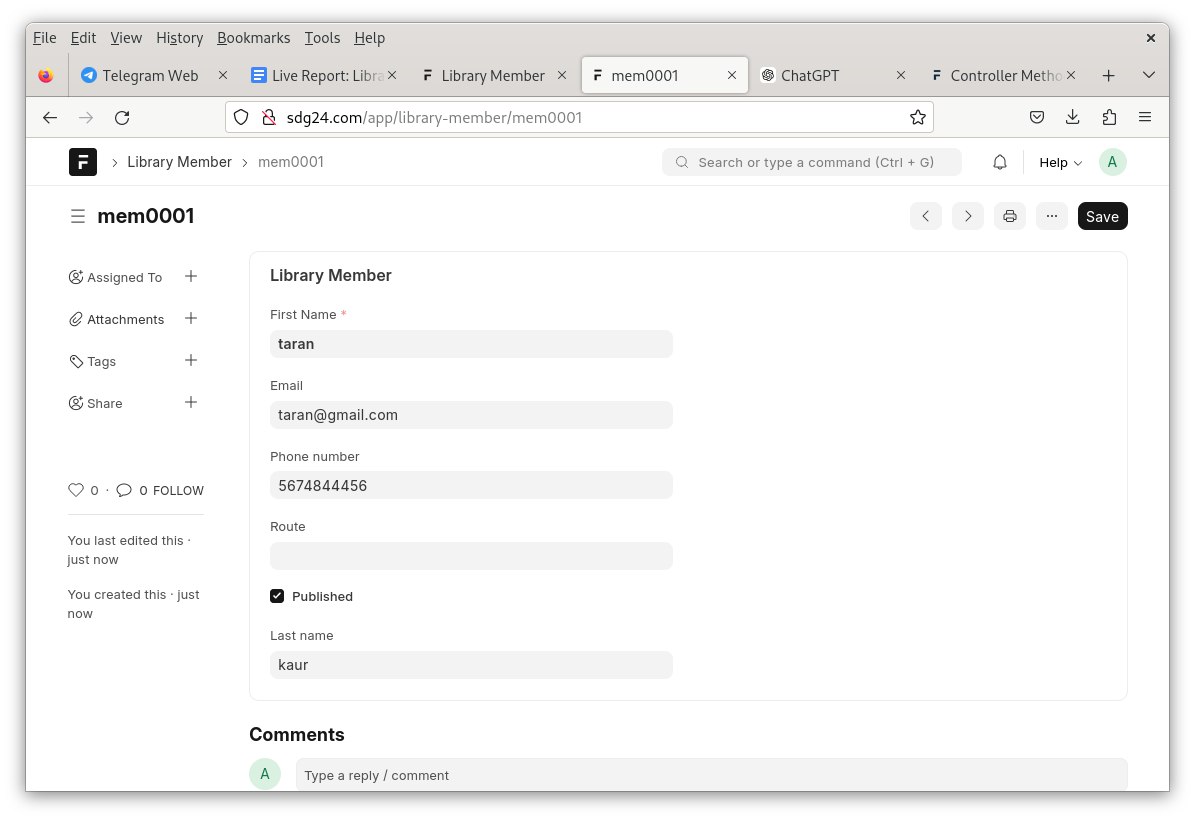 File Edit View History Bookmarks Tools Help
Telegram Web Live Report: Libra Library Member mem0001 ChatGPT Controller Metho
sdg24.com/app/library-member/mem0001
Library Member mem0001 Search or type a command (Ctrl + G) Help A
mem0001 Save
Assigned To
Attachments
Tags
Share
0 · 0 FOLLOW
You last edited this ·
just now
You created this · just
now
Library Member
First Name *
taran
Email
taran@gmail.com
Phone number
5674844456
Route
Published
Last name
kaur
Comments
A Type a reply / comment